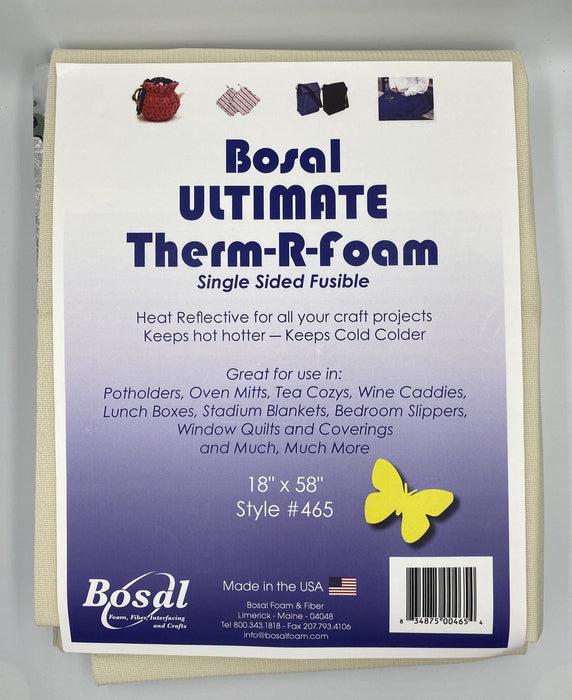 Bosal
ULTIMATE
Therm-R-Foam
Single Sided Fusible
Heat Reflective for all your craft projects
Keeps hot hotter — Keeps Cold Colder
Great for use in:
Potholders, Oven Mitts, Tea Cozys, Wine Caddies,
Lunch Boxes, Stadium Blankets, Bedroom Slippers,
Window Quilts and Coverings
and Much, Much More
18" x 58"
Style #465
Bosal
Foam, Fiber, Interfacing
and Crafts
Made in the USA
Bosal Foam & Fiber
Limerick - Maine - 04048
Tel 800.343.1818 - Fax 207.793.4106
info@bosalfoam.com
8 34875 00465 4